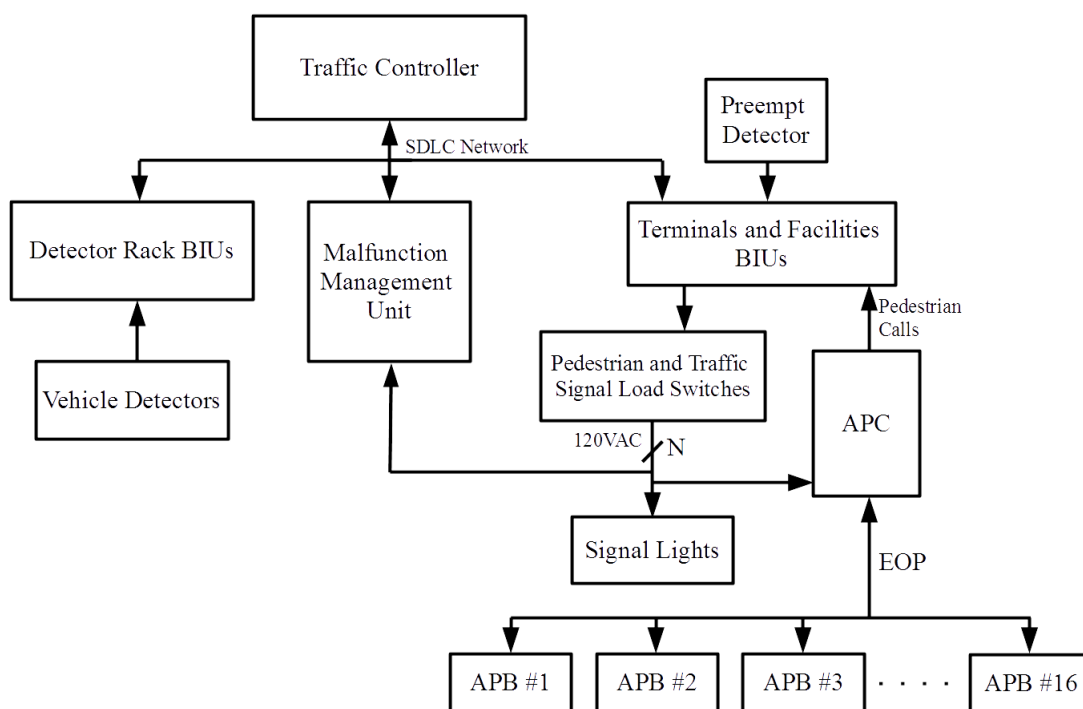 Traffic Controller
SDLC Network
Preempt
Detector
Detector Rack BIUs
Malfunction
Management
Unit
Terminals and Facilities
BIUs
Pedestrian
Calls
Vehicle Detectors
Pedestrian and Traffic
Signal Load Switches
APC
120VAC
N
Signal Lights
EOP
APB #1
APB #2
APB #3
. . . .
APB #16